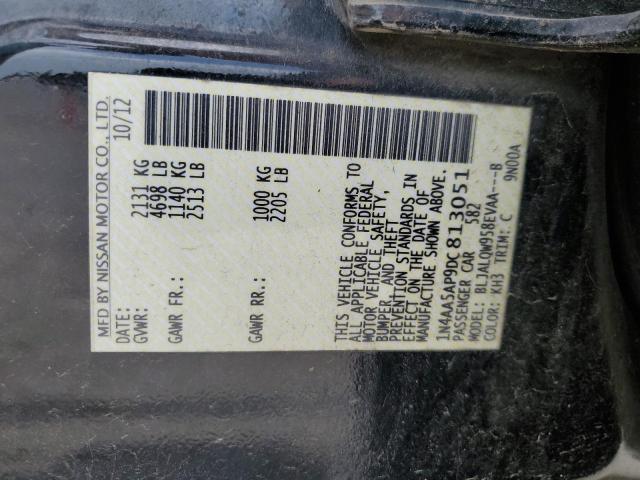 MFD BY NISSAN MOTOR CO., LTD.
DATE: 10/12
GVWR: 2131 KG
4698 LB
GAWR FR.: 1140 KG
2513 LB
GAWR RR.: 1000 KG
2205 LB
THIS VEHICLE CONFORMS TO
ALL APPLICABLE FEDERAL
MOTOR VEHICLE SAFETY,
BUMPER, AND THEFT
PREVENTION STANDARDS IN
EFFECT ON THE DATE OF
MANUFACTURE SHOWN ABOVE.
1N4AA5AP9DC813051
PASSENGER CAR 582
MODEL: BLJALQW958EVAA---B
COLOR: KH3 TRIM: C 9N00A